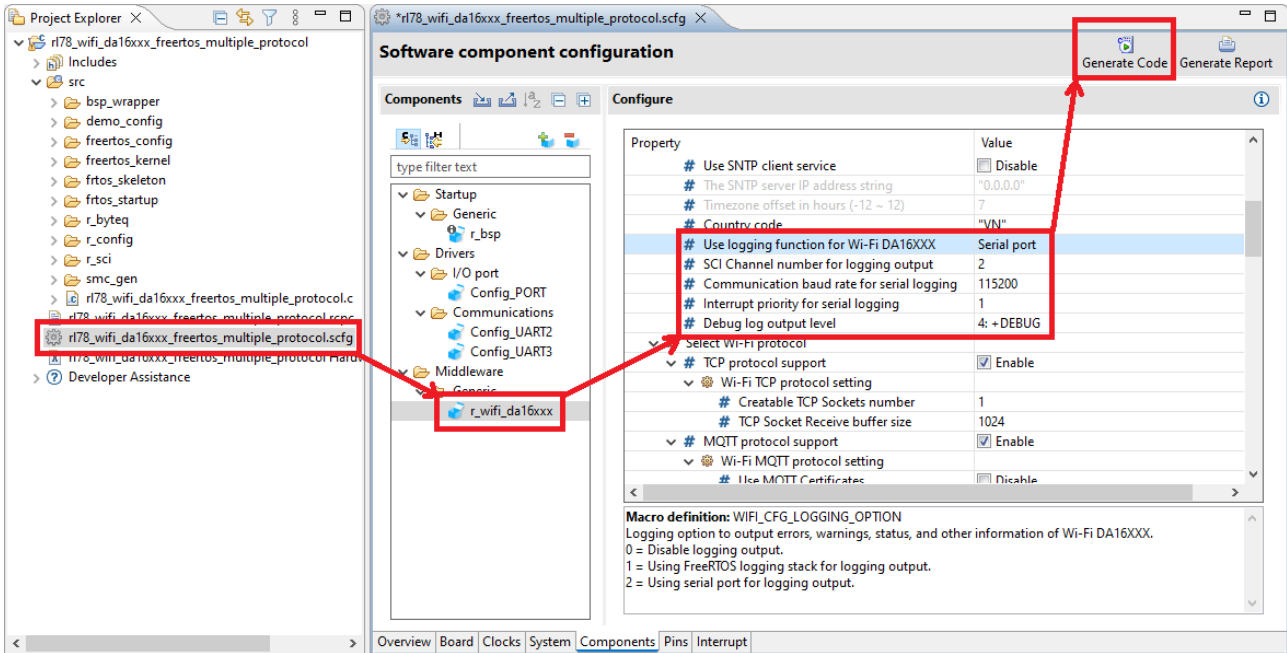 Project Explorer
rl78_wifi_da16xxx_freertos_multiple_protocol
Includes
src
bsp_wrapper
demo_config
freertos_config
freertos_kernel
frtos_skeleton
frtos_startup
r_byteq
r_config
r_sci
smc_gen
rl78_wifi_da16xxx_freertos_multiple_protocol.c
rl78_wifi_da16xxx_freertos_multiple_protocol.rcpc
rl78_wifi_da16xxx_freertos_multiple_protocol.scfg
rl78_wifi_da16xxx_freertos_multiple_protocol Hardw
Developer Assistance
*rl78_wifi_da16xxx_freertos_multiple_protocol.scfg
Software component configuration
Generate Code
Generate Report
Components
type filter text
Startup
Generic
r_bsp
Drivers
I/O port
Config_PORT
Communications
Config_UART2
Config_UART3
Middleware
Generic
r_wifi_da16xxx
Configure
Property Value
# Use SNTP client service Disable
# The SNTP server IP address string "0.0.0.0"
# Timezone offset in hours (-12 ~ 12) 7
# Country code "VN"
# Use logging function for Wi-Fi DA16XXX Serial port
# SCI Channel number for logging output 2
# Communication baud rate for serial logging 115200
# Interrupt priority for serial logging 1
# Debug log output level 4: +DEBUG
Select Wi-Fi protocol
# TCP protocol support Enable
Wi-Fi TCP protocol setting
# Creatable TCP Sockets number 1
# TCP Socket Receive buffer size 1024
# MQTT protocol support Enable
Wi-Fi MQTT protocol setting
# Use MQTT Certificates Disable
Macro definition: WIFI_CFG_LOGGING_OPTION
Logging option to output errors, warnings, status, and other information of Wi-Fi DA16XXX.
0 = Disable logging output.
1 = Using FreeRTOS logging stack for logging output.
2 = Using serial port for logging output.
Overview Board Clocks System Components Pins Interrupt